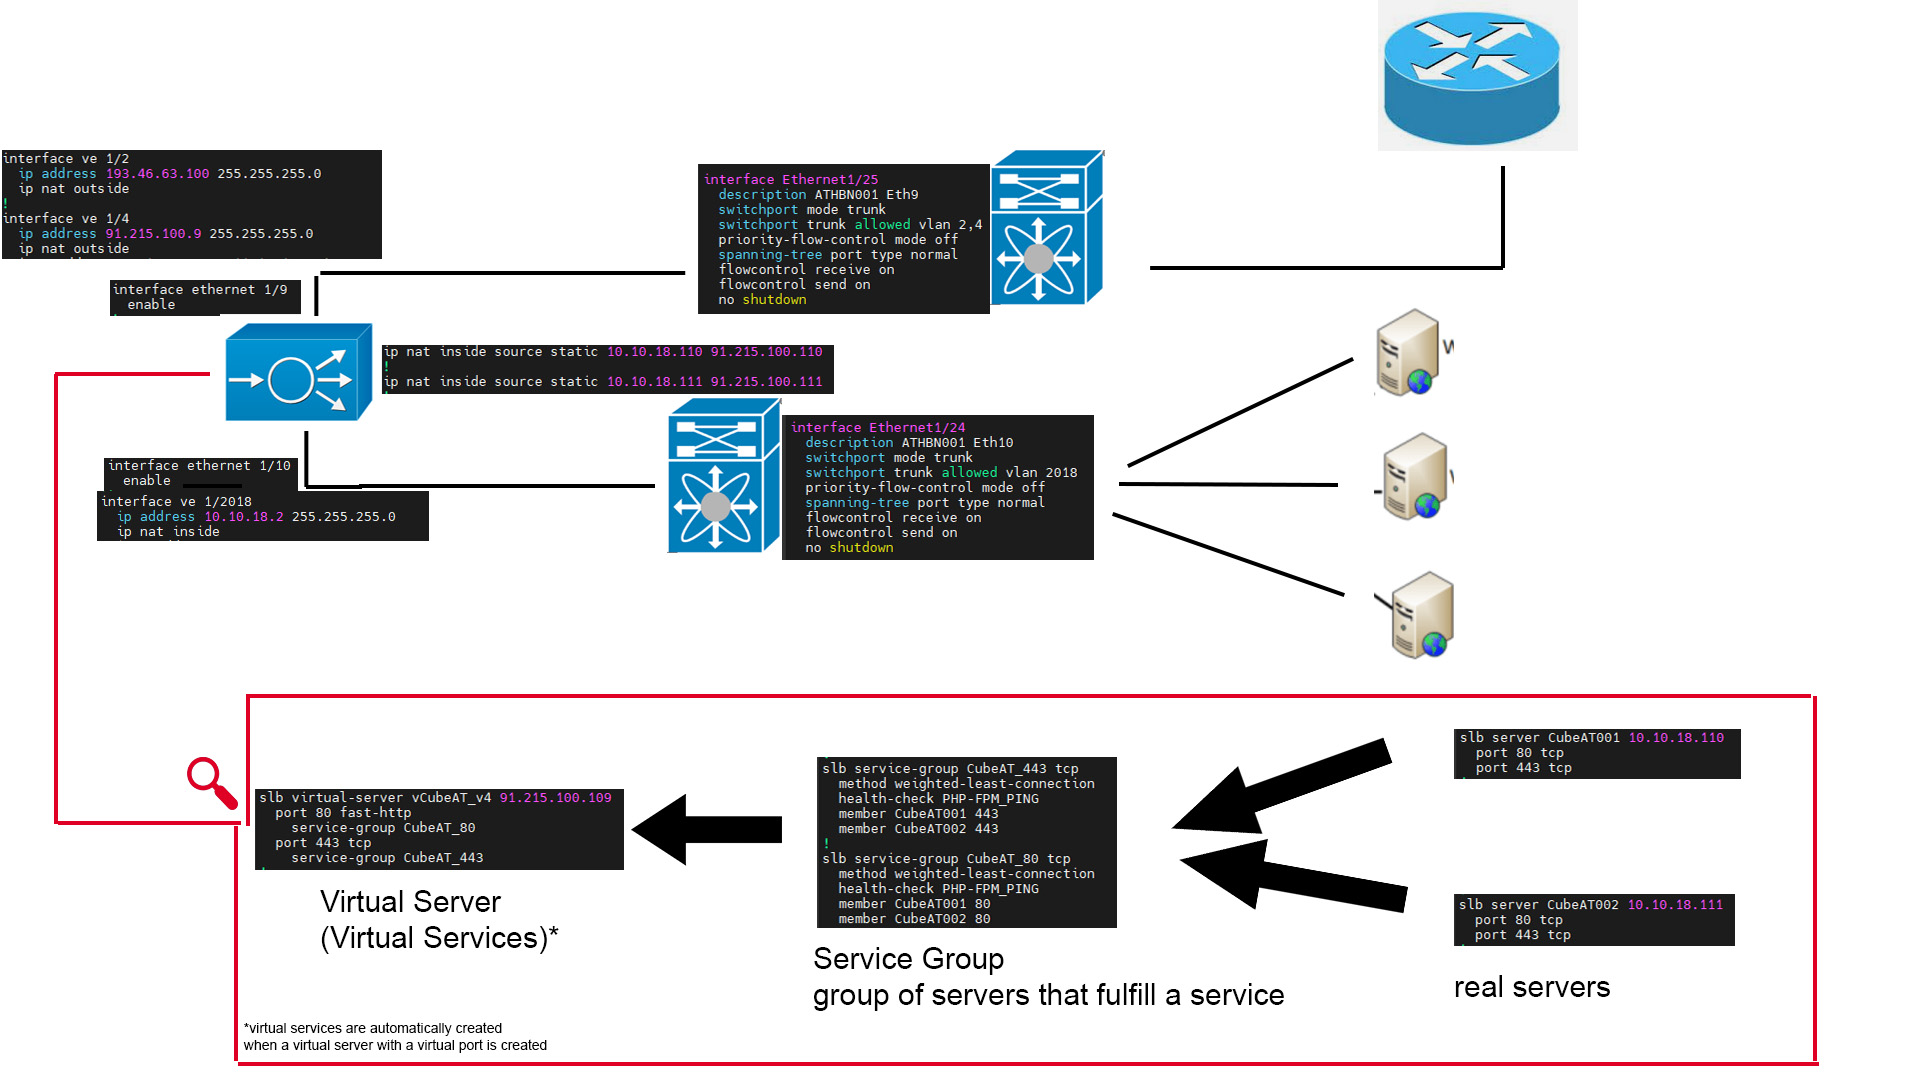 interface ve 1/2
ip address 193.46.63.100 255.255.255.0
ip nat outside
!
interface ve 1/4
ip address 91.215.100.9 255.255.255.0
ip nat outside
interface ethernet 1/9
enable
interface Ethernet1/25
description ATHBN001 Eth9
switchport mode trunk
switchport trunk allowed vlan 2,4
priority-flow-control mode off
spanning-tree port type normal
flowcontrol receive on
flowcontrol send on
no shutdown
ip nat inside source static 10.10.18.110 91.215.100.110
!
ip nat inside source static 10.10.18.111 91.215.100.111
interface ethernet 1/10
enable
interface ve 1/2018
ip address 10.10.18.2 255.255.255.0
ip nat inside
interface Ethernet1/24
description ATHBN001 Eth10
switchport mode trunk
switchport trunk allowed vlan 2018
priority-flow-control mode off
spanning-tree port type normal
flowcontrol receive on
flowcontrol send on
no shutdown
slb virtual-server vCubeAT_v4 91.215.100.109
port 80 fast-http
service-group CubeAT_80
port 443 tcp
service-group CubeAT_443
Virtual Server
(Virtual Services)*
*virtual services are automatically created
when a virtual server with a virtual port is created
slb service-group CubeAT_443 tcp
method weighted-least-connection
health-check PHP-FPM_PING
member CubeAT001 443
member CubeAT002 443
!
slb service-group CubeAT_80 tcp
method weighted-least-connection
health-check PHP-FPM_PING
member CubeAT001 80
member CubeAT002 80
Service Group
group of servers that fulfill a service
slb server CubeAT001 10.10.18.110
port 80 tcp
port 443 tcp
slb server CubeAT002 10.10.18.111
port 80 tcp
port 443 tcp
real servers